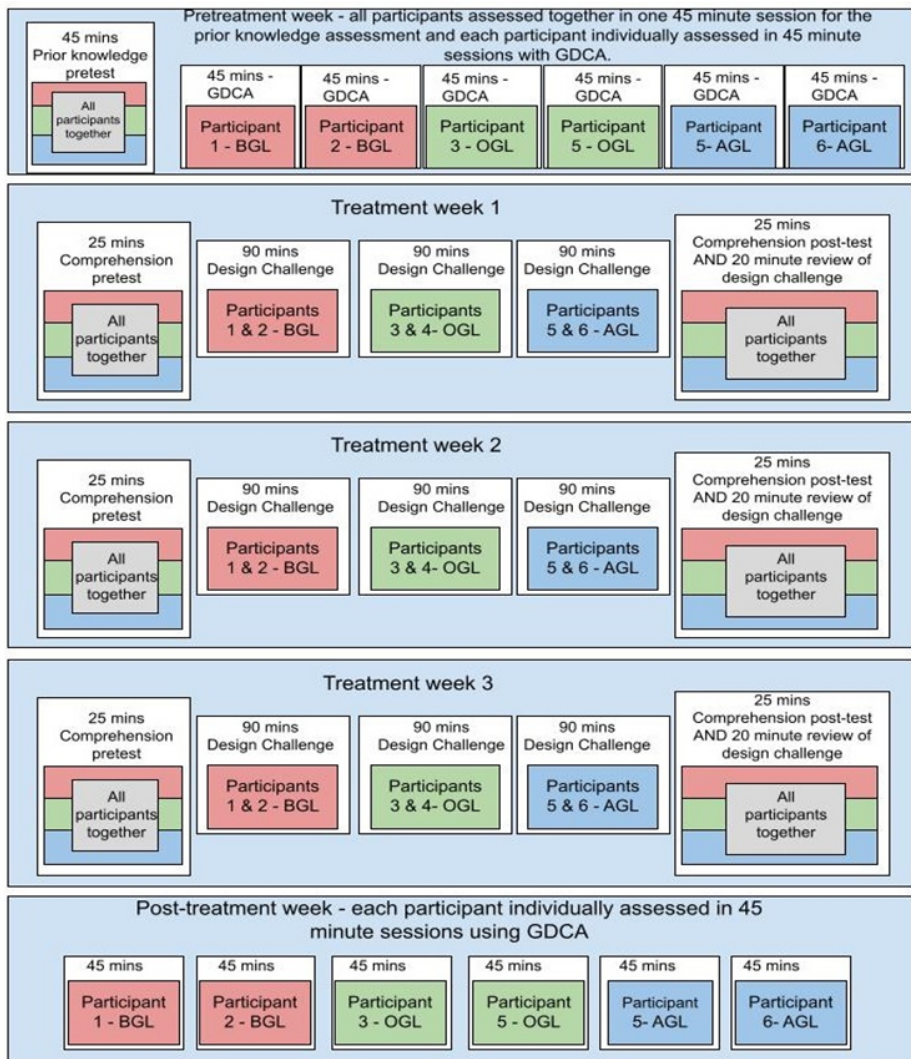 Pretreatment week - all participants assessed together in one 45 minute session for the
prior knowledge assessment and each participant individually assessed in 45 minute
sessions with GDCA.
45 mins
Prior knowledge
pretest
All
participants
together
45 mins -
GDCA
Participant
1 - BGL
45 mins -
GDCA
Participant
2 - BGL
45 mins -
GDCA
Participant
3 - OGL
45 mins -
GDCA
Participant
5 - OGL
45 mins -
GDCA
Participant
5- AGL
45 mins -
GDCA
Participant
6- AGL
Treatment week 1
25 mins
Comprehension
pretest
All
participants
together
90 mins
Design Challenge
Participants
1 & 2 - BGL
90 mins
Design Challenge
Participants
3 & 4- OGL
90 mins
Design Challenge
Participants
5 & 6 - AGL
25 mins
Comprehension post-test
AND 20 minute review of
design challenge
All
participants
together
Treatment week 2
25 mins
Comprehension
pretest
All
participants
together
90 mins
Design Challenge
Participants
1 & 2 - BGL
90 mins
Design Challenge
Participants
3 & 4- OGL
90 mins
Design Challenge
Participants
5 & 6 - AGL
25 mins
Comprehension post-test
AND 20 minute review of
design challenge
All
participants
together
Treatment week 3
25 mins
Comprehension
pretest
All
participants
together
90 mins
Design Challenge
Participants
1 & 2 - BGL
90 mins
Design Challenge
Participants
3 & 4- OGL
90 mins
Design Challenge
Participants
5 & 6 - AGL
25 mins
Comprehension post-test
AND 20 minute review of
design challenge
All
participants
together
Post-treatment week - each participant individually assessed in 45
minute sessions using GDCA
45 mins
Participant
1 - BGL
45 mins
Participant
2 - BGL
45 mins
Participant
3 - OGL
45 mins
Participant
5 - OGL
45 mins
Participant
5- AGL
45 mins
Participant
6- AGL